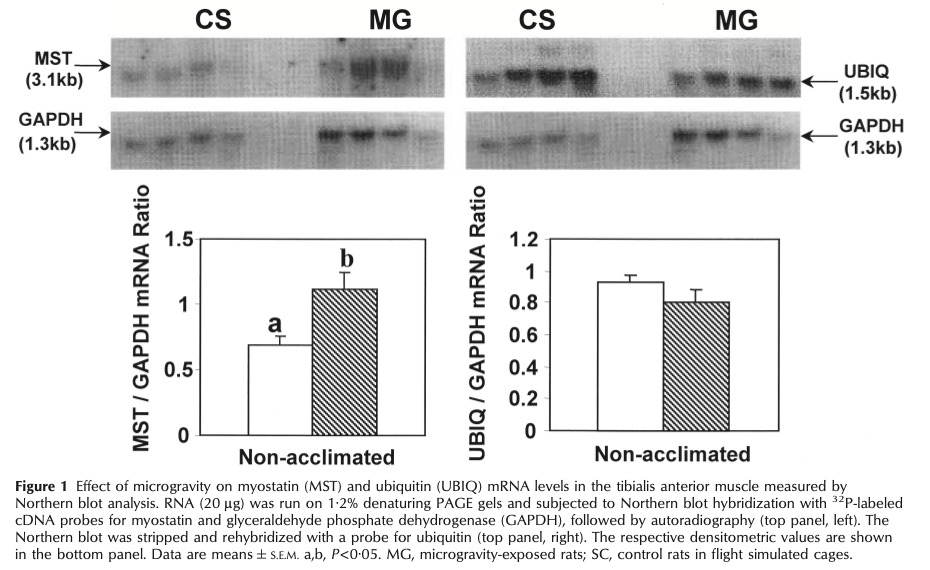 CS MG
MST
(3.1kb)
GAPDH
(1.3kb)
CS MG
UBIQ
(1.5kb)
GAPDH
(1.3kb)
MST / GAPDH mRNA Ratio
1.5
1
0.5
0
a
b
Non-acclimated
UBIQ / GAPDH mRNA Ratio
1.2
1
0.8
0.6
0.4
0.2
0
Non-acclimated
Figure 1 Effect of microgravity on myostatin (MST) and ubiquitin (UBIQ) mRNA levels in the tibialis anterior muscle measured by
Northern blot analysis. RNA (20 µg) was run on 1·2% denaturing PAGE gels and subjected to Northern blot hybridization with ³²P-labeled
cDNA probes for myostatin and glyceraldehyde phosphate dehydrogenase (GAPDH), followed by autoradiography (top panel, left). The
Northern blot was stripped and rehybridized with a probe for ubiquitin (top panel, right). The respective densitometric values are shown
in the bottom panel. Data are means ± S.E.M. a,b, P<0·05. MG, microgravity-exposed rats; SC, control rats in flight simulated cages.